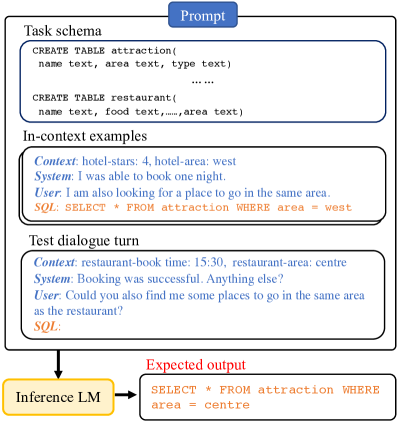 Prompt
Task schema
CREATE TABLE attraction(
name text, area text, type text)
... ...
CREATE TABLE restaurant(
name text, food text,......,area text)
In-context examples
Context: hotel-stars: 4, hotel-area: west
System: I was able to book one night.
User: I am also looking for a place to go in the same area.
SQL: SELECT * FROM attraction WHERE area = west
Test dialogue turn
Context: restaurant-book time: 15:30, restaurant-area: centre
System: Booking was successful. Anything else?
User: Could you also find me some places to go in the same area
as the restaurant?
SQL:
Expected output
Inference LM
SELECT * FROM attraction WHERE
area = centre